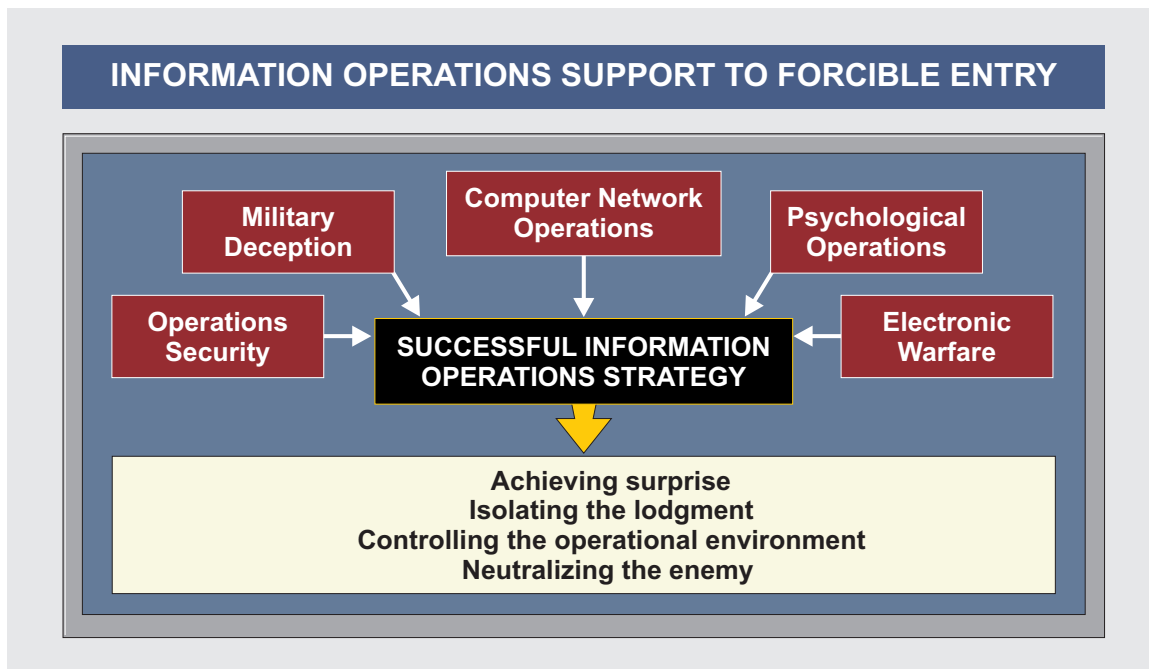 INFORMATION OPERATIONS SUPPORT TO FORCIBLE ENTRY
Computer Network
Operations
Military
Deception
Psychological
Operations
Operations
Security
Electronic
Warfare
SUCCESSFUL INFORMATION
OPERATIONS STRATEGY
Achieving surprise
Isolating the lodgment
Controlling the operational environment
Neutralizing the enemy